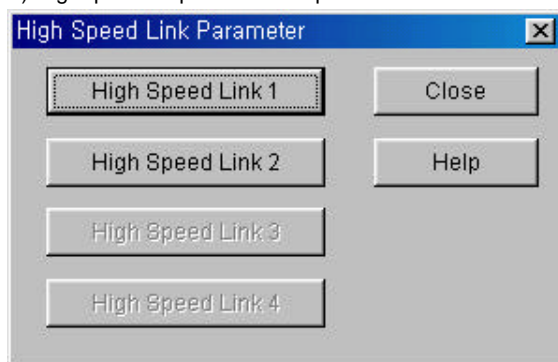 High Speed Link Parameter
High Speed Link 1
Close
High Speed Link 2
Help
High Speed Link 3
High Speed Link 4